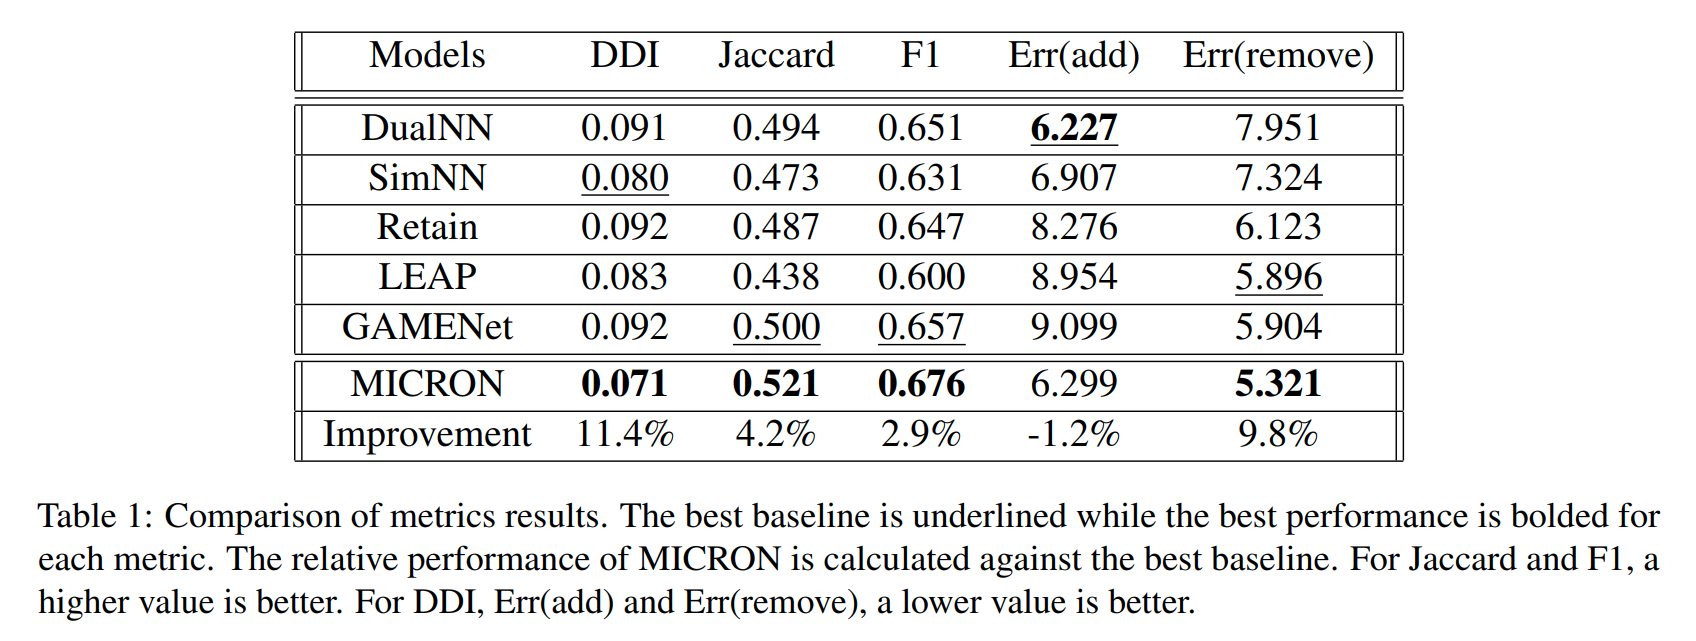 Models DDI Jaccard F1 Err(add) Err(remove)
DualNN 0.091 0.494 0.651 6.227 7.951
SimNN 0.080 0.473 0.631 6.907 7.324
Retain 0.092 0.487 0.647 8.276 6.123
LEAP 0.083 0.438 0.600 8.954 5.896
GAMENet 0.092 0.500 0.657 9.099 5.904
MICRON 0.071 0.521 0.676 6.299 5.321
Improvement 11.4% 4.2% 2.9% -1.2% 9.8%
Table 1: Comparison of metrics results. The best baseline is underlined while the best performance is bolded for
each metric. The relative performance of MICRON is calculated against the best baseline. For Jaccard and F1, a
higher value is better. For DDI, Err(add) and Err(remove), a lower value is better.